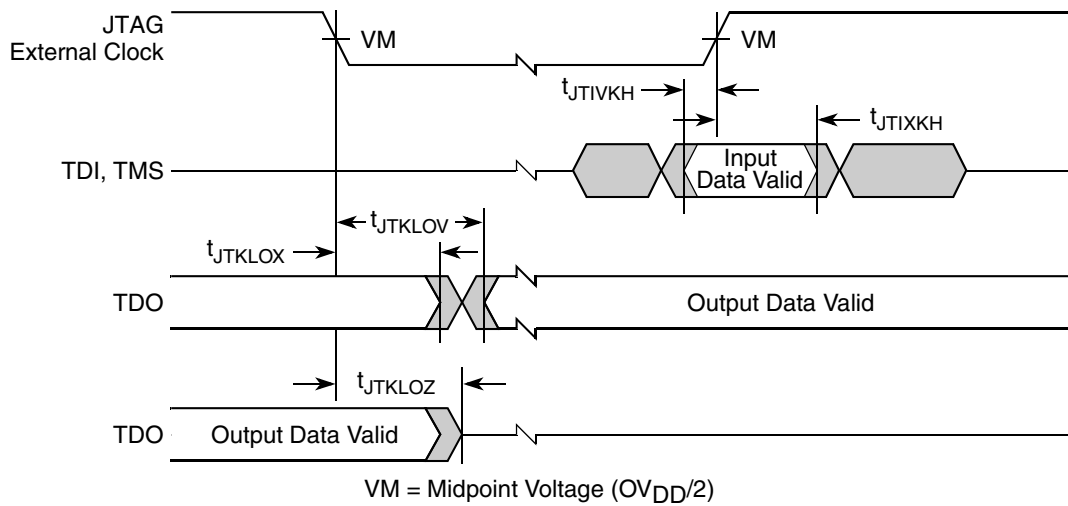 JTAG
External Clock
VM
VM
tJTIVKH
tJTIXKH
TDI, TMS
Input
Data Valid
tJTKLOV
tJTKLOX
TDO
Output Data Valid
tJTKLOZ
TDO
Output Data Valid
VM = Midpoint Voltage (OVDD/2)